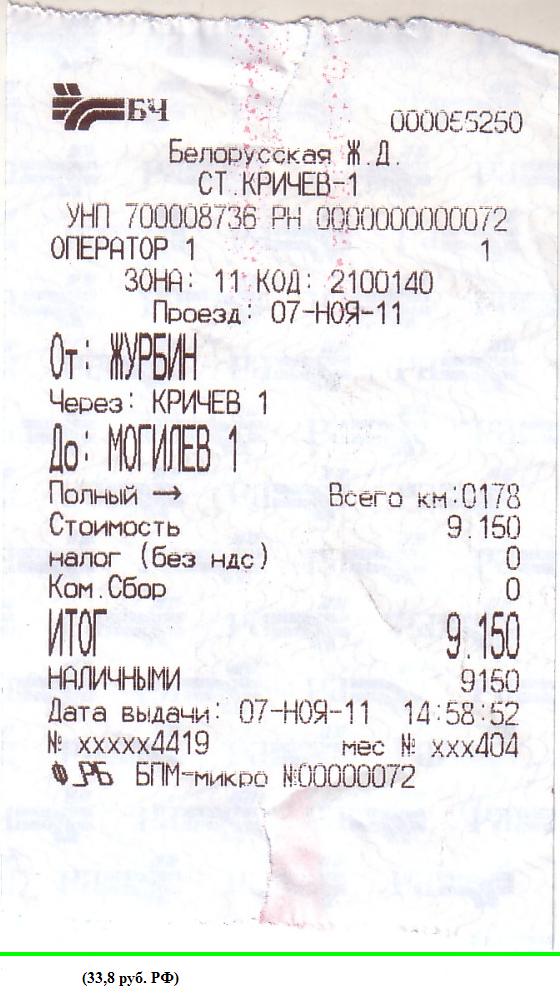 БЧ
000055250
Белорусская Ж.Д.
СТ.КРИЧЕВ-1
УНП 700008736 РН 0000000000072
ОПЕРАТОР 1 1
ЗОНА: 11 КОД: 2100140
Проезд: 07-НОЯ-11
От: ЖУРБИН
Через: КРИЧЕВ 1
До: МОГИЛЕВ 1
Полный → Всего км:0178
Стоимость 9.150
налог (без ндс) 0
Ком.Сбор 0
ИТОГ 9.150
НАЛИЧНЫМИ 9150
Дата выдачи: 07-НОЯ-11 14:58:52
№ xxxxx4419 мес № xxx404
РБ БПМ-микро №00000072
(33,8 руб. РФ)